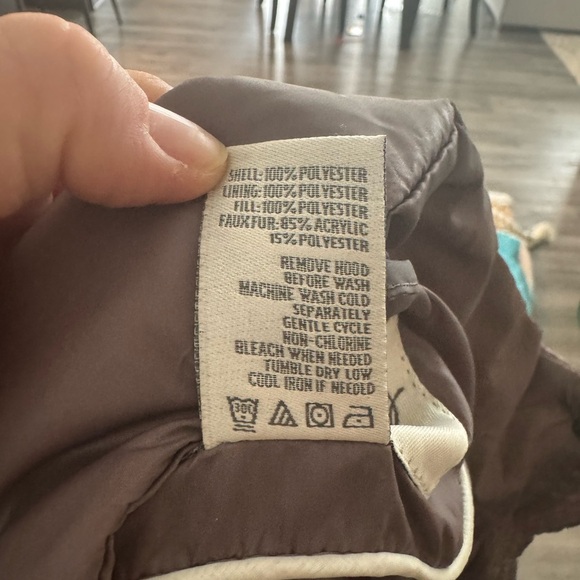 SHELL: 100% POLYESTER
LINING: 100% POLYESTER
FILL: 100% POLYESTER
FAUX FUR: 85% ACRYLIC
15% POLYESTER
REMOVE HOOD
BEFORE WASH
MACHINE WASH COLD
SEPARATELY
GENTLE CYCLE
NON-CHLORINE
BLEACH WHEN NEEDED
TUMBLE DRY LOW
COOL IRON IF NEEDED
30C